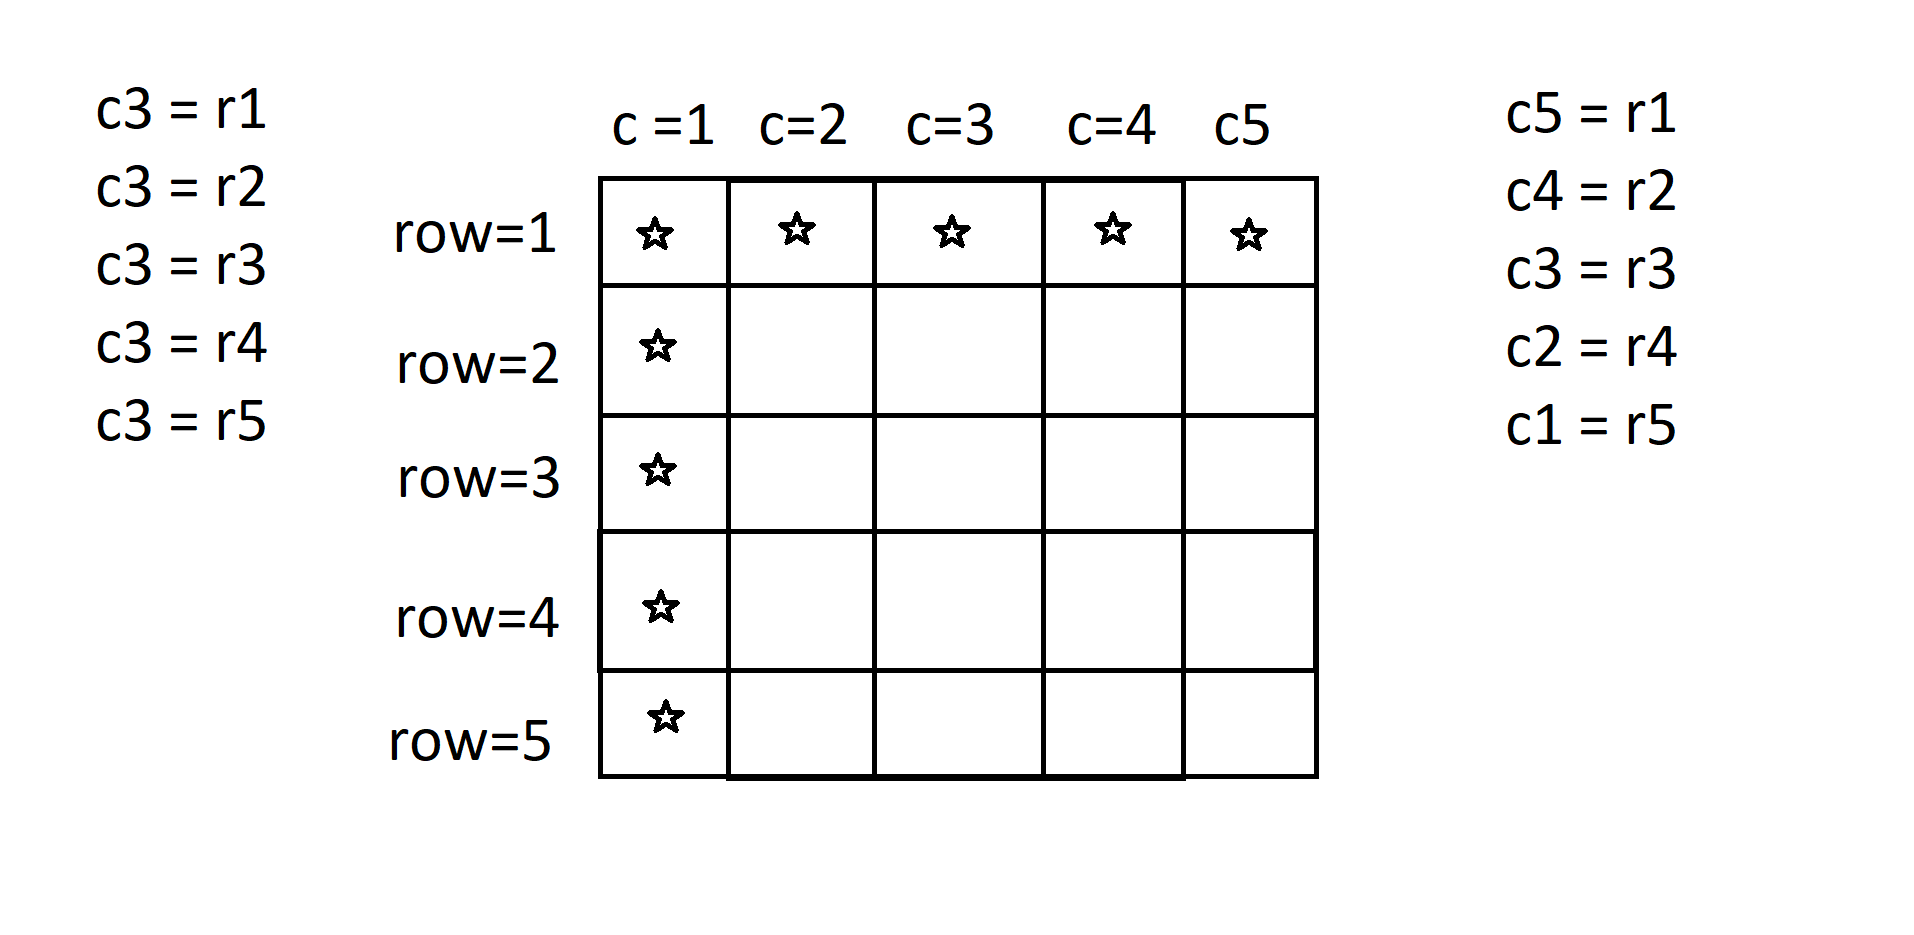 c3 = r1
c3 = r2
c3 = r3
c3 = r4
c3 = r5
c =1 c=2 c=3 c=4 c5
row=1
row=2
row=3
row=4
row=5
c5 = r1
c4 = r2
c3 = r3
c2 = r4
c1 = r5